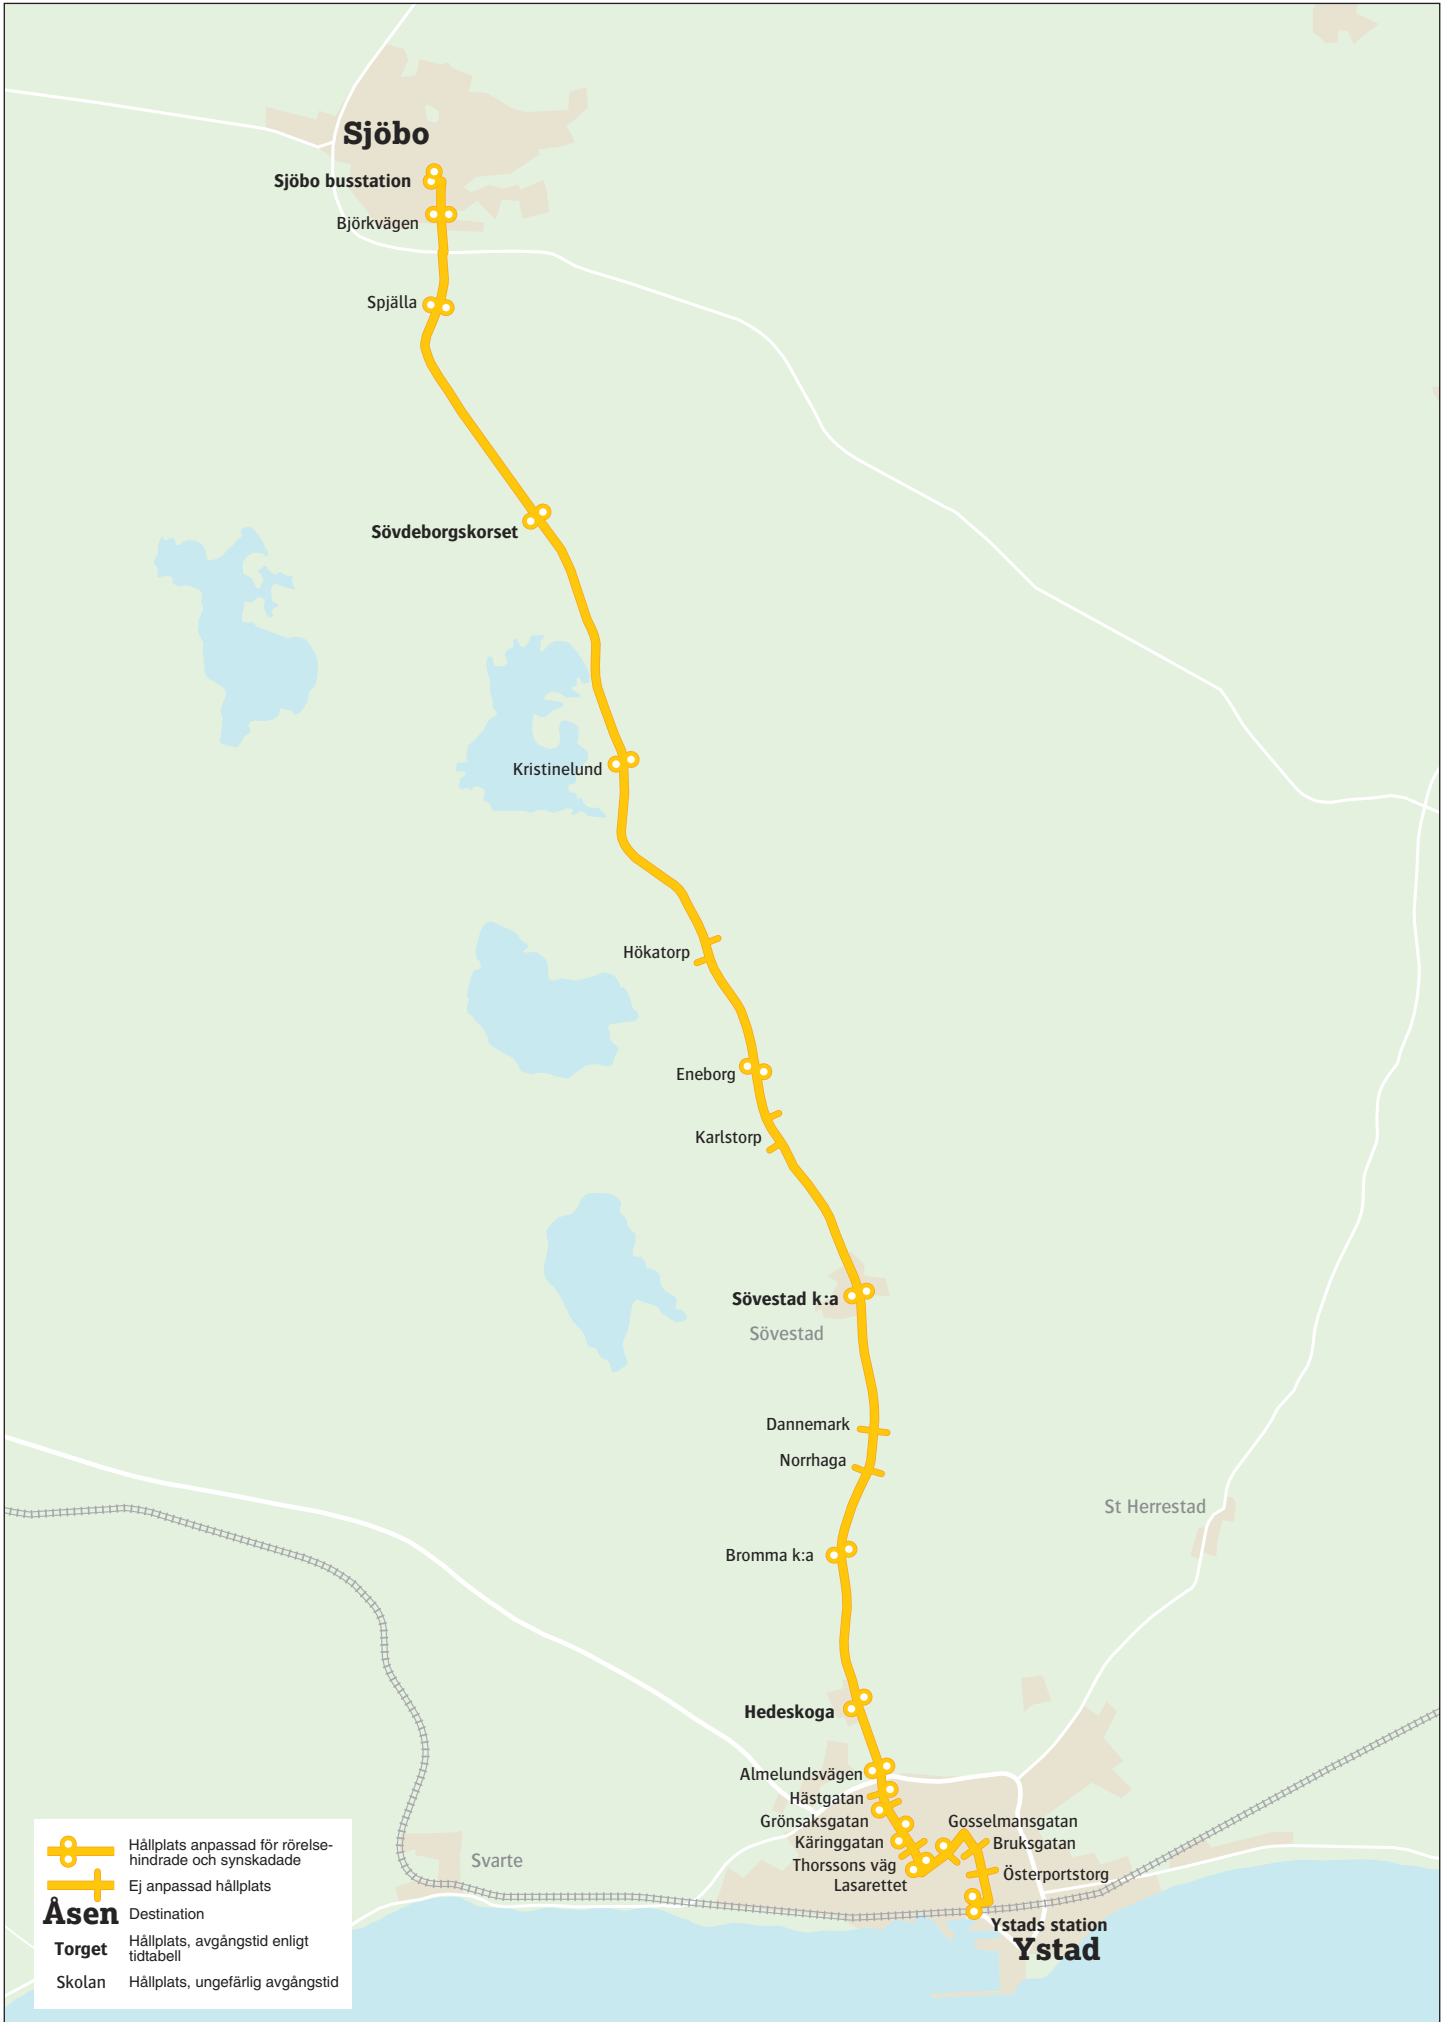 Sjöbo
Sjöbo busstation
Björkvägen
Spjälla
Sövdeborgskorset
Kristinelund
Hökatorp
Eneborg
Karlstorp
Sövestad k:a
Sövestad
Dannemark
Norrhaga
St Herrestad
Bromma k:a
Hedeskoga
Almelundsvägen
Hästgatan
Grönsaksgatan
Gosselmansgatan
Käringgatan
Bruksgatan
Thorssons väg
Svarte
Österportstorg
Lasarettet
Ystads station
Ystad
Hållplats anpassad för rörelse-
hindrade och synskadade
Ej anpassad hållplats
Åsen Destination
Torget Hållplats, avgångstid enligt
tidtabell
Skolan Hållplats, ungefärlig avgångstid